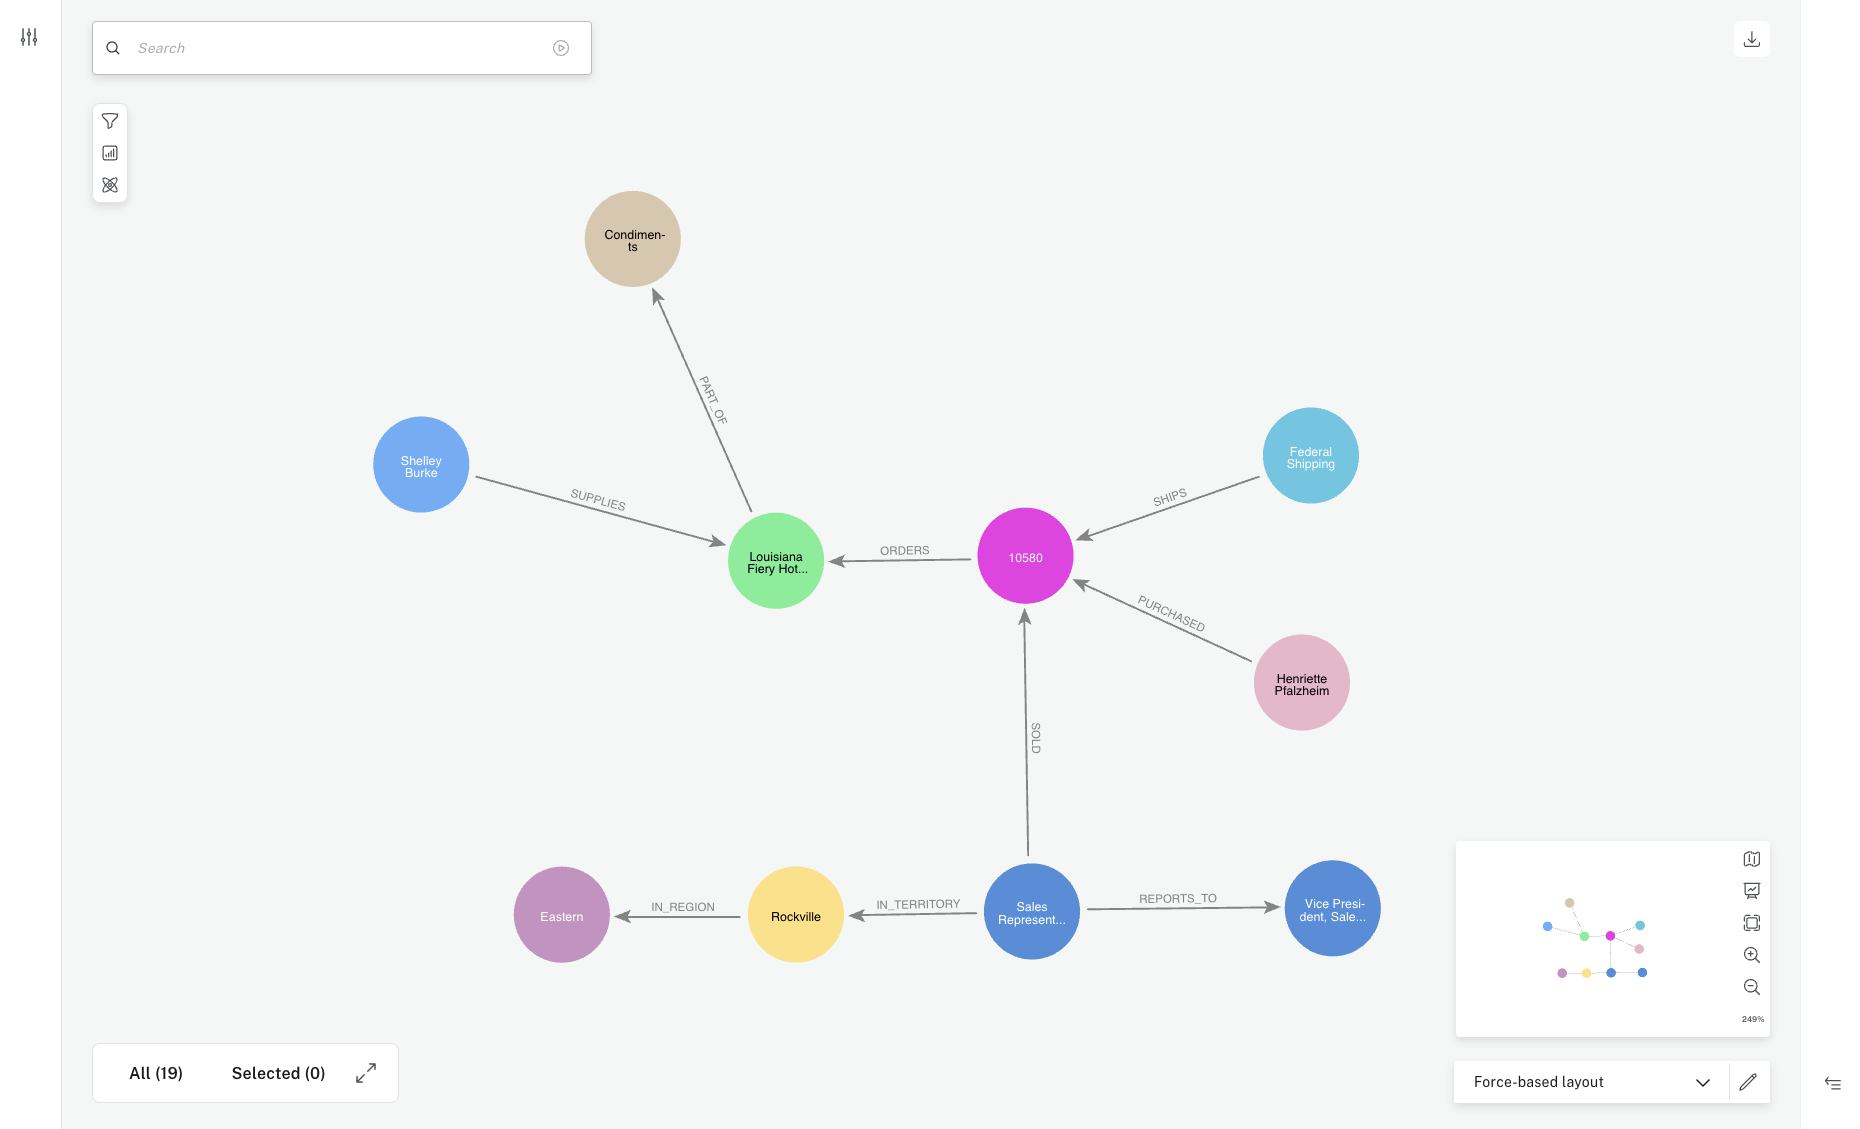 Search
Condimen-
ts
PART_OF
Shelley
Burke
SUPPLIES
Federal
Shipping
SHIPS
Louisiana
Fiery Hot...
ORDERS
10580
PURCHASED
Henriette
Pfalzheim
SOLD
Eastern
IN_REGION
Rockville
IN_TERRITORY
Sales
Represent...
REPORTS_TO
Vice Presi-
dent, Sale...
249%
All (19)
Selected (0)
Force-based layout